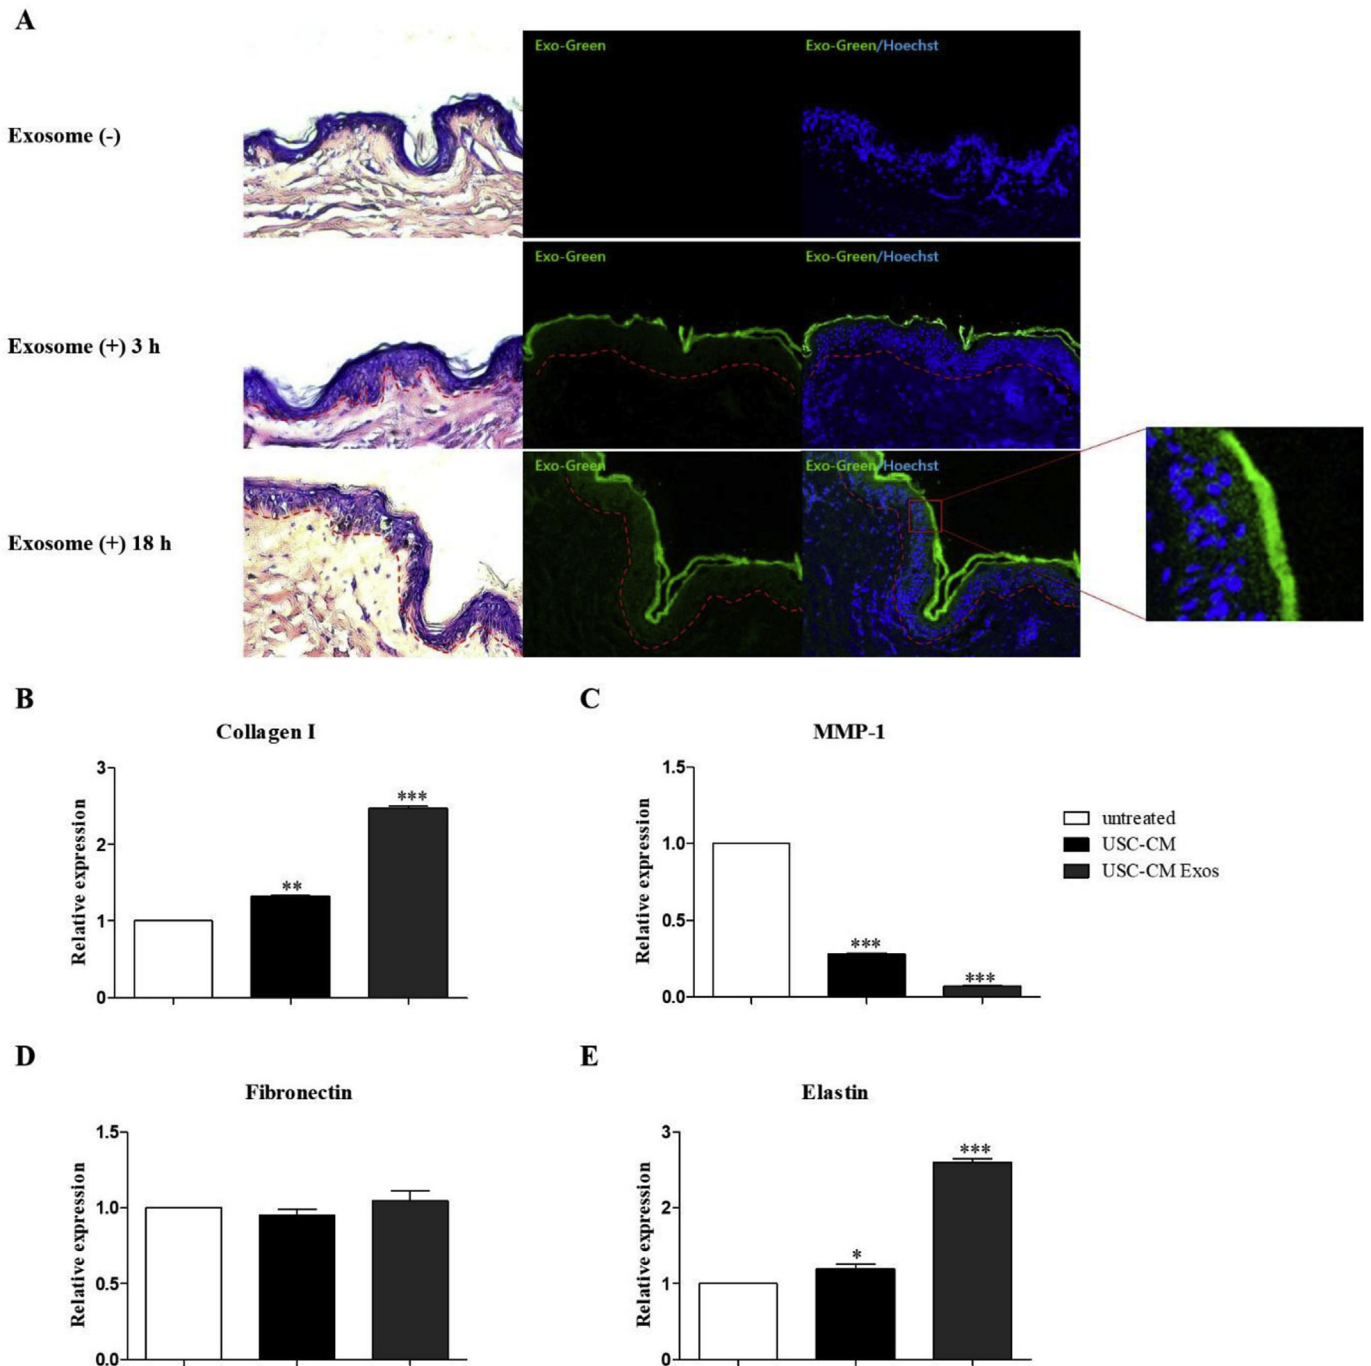 A
Exosome (-)
Exo-Green
Exo-Green/Hoechst
Exosome (+) 3 h
Exo-Green
Exo-Green/Hoechst
Exosome (+) 18 h
Exo-Green
Exo-Green/Hoechst
B
Collagen I
Relative expression
3
2
1
0
**
***
C
MMP-1
Relative expression
1.5
1.0
0.5
0.0
***
***
untreated
USC-CM
USC-CM Exos
D
Fibronectin
Relative expression
1.5
1.0
0.5
0.0
E
Elastin
Relative expression
3
2
1
0
*
***